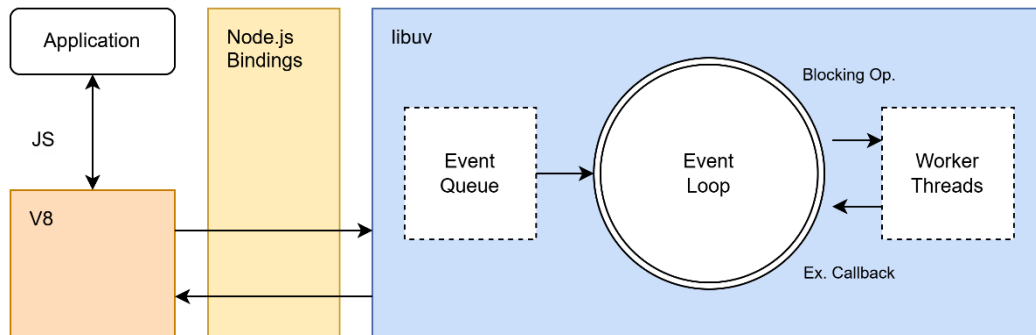 Application
JS
V8
Node.js
Bindings
libuv
Event
Queue
Event
Loop
Blocking Op.
Worker
Threads
Ex. Callback